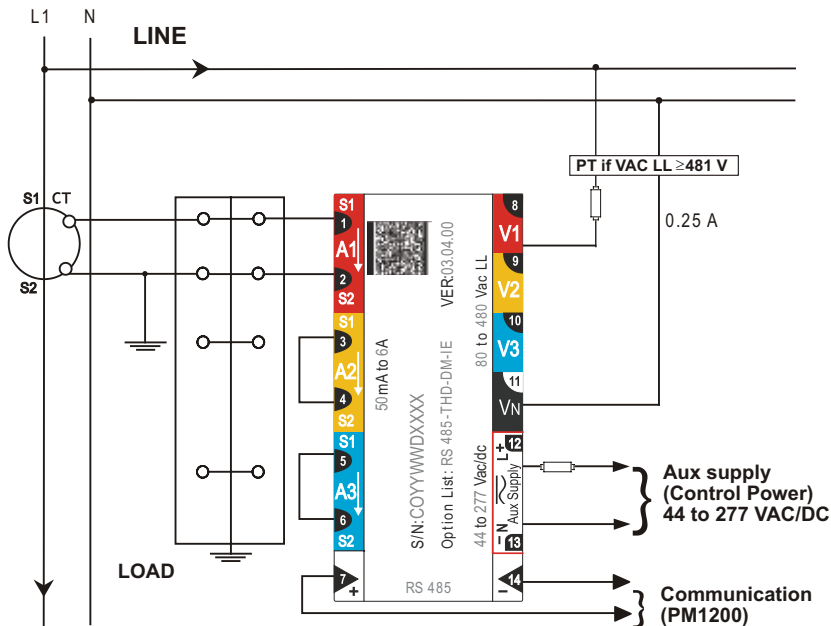 L1 N
LINE
PT if VAC LL ≥481 V
0.25 A
S1 CT
S2
S1
1
A1
2
S2
S1
3
A2
4
S2
S1
5
A3
6
S2
7
+
50mA to 6A
S/N:COYYWWDXXXX
Option List: RS 485-THD-DM-IE
VER:03.04.00
80 to 480 Vac LL
44 to 277 Vac/dc
RS 485
8
V1
9
V2
10
V3
11
VN
12
L+
Aux Supply
– N
13
14
–
Aux supply
(Control Power)
44 to 277 VAC/DC
LOAD
Communication
(PM1200)